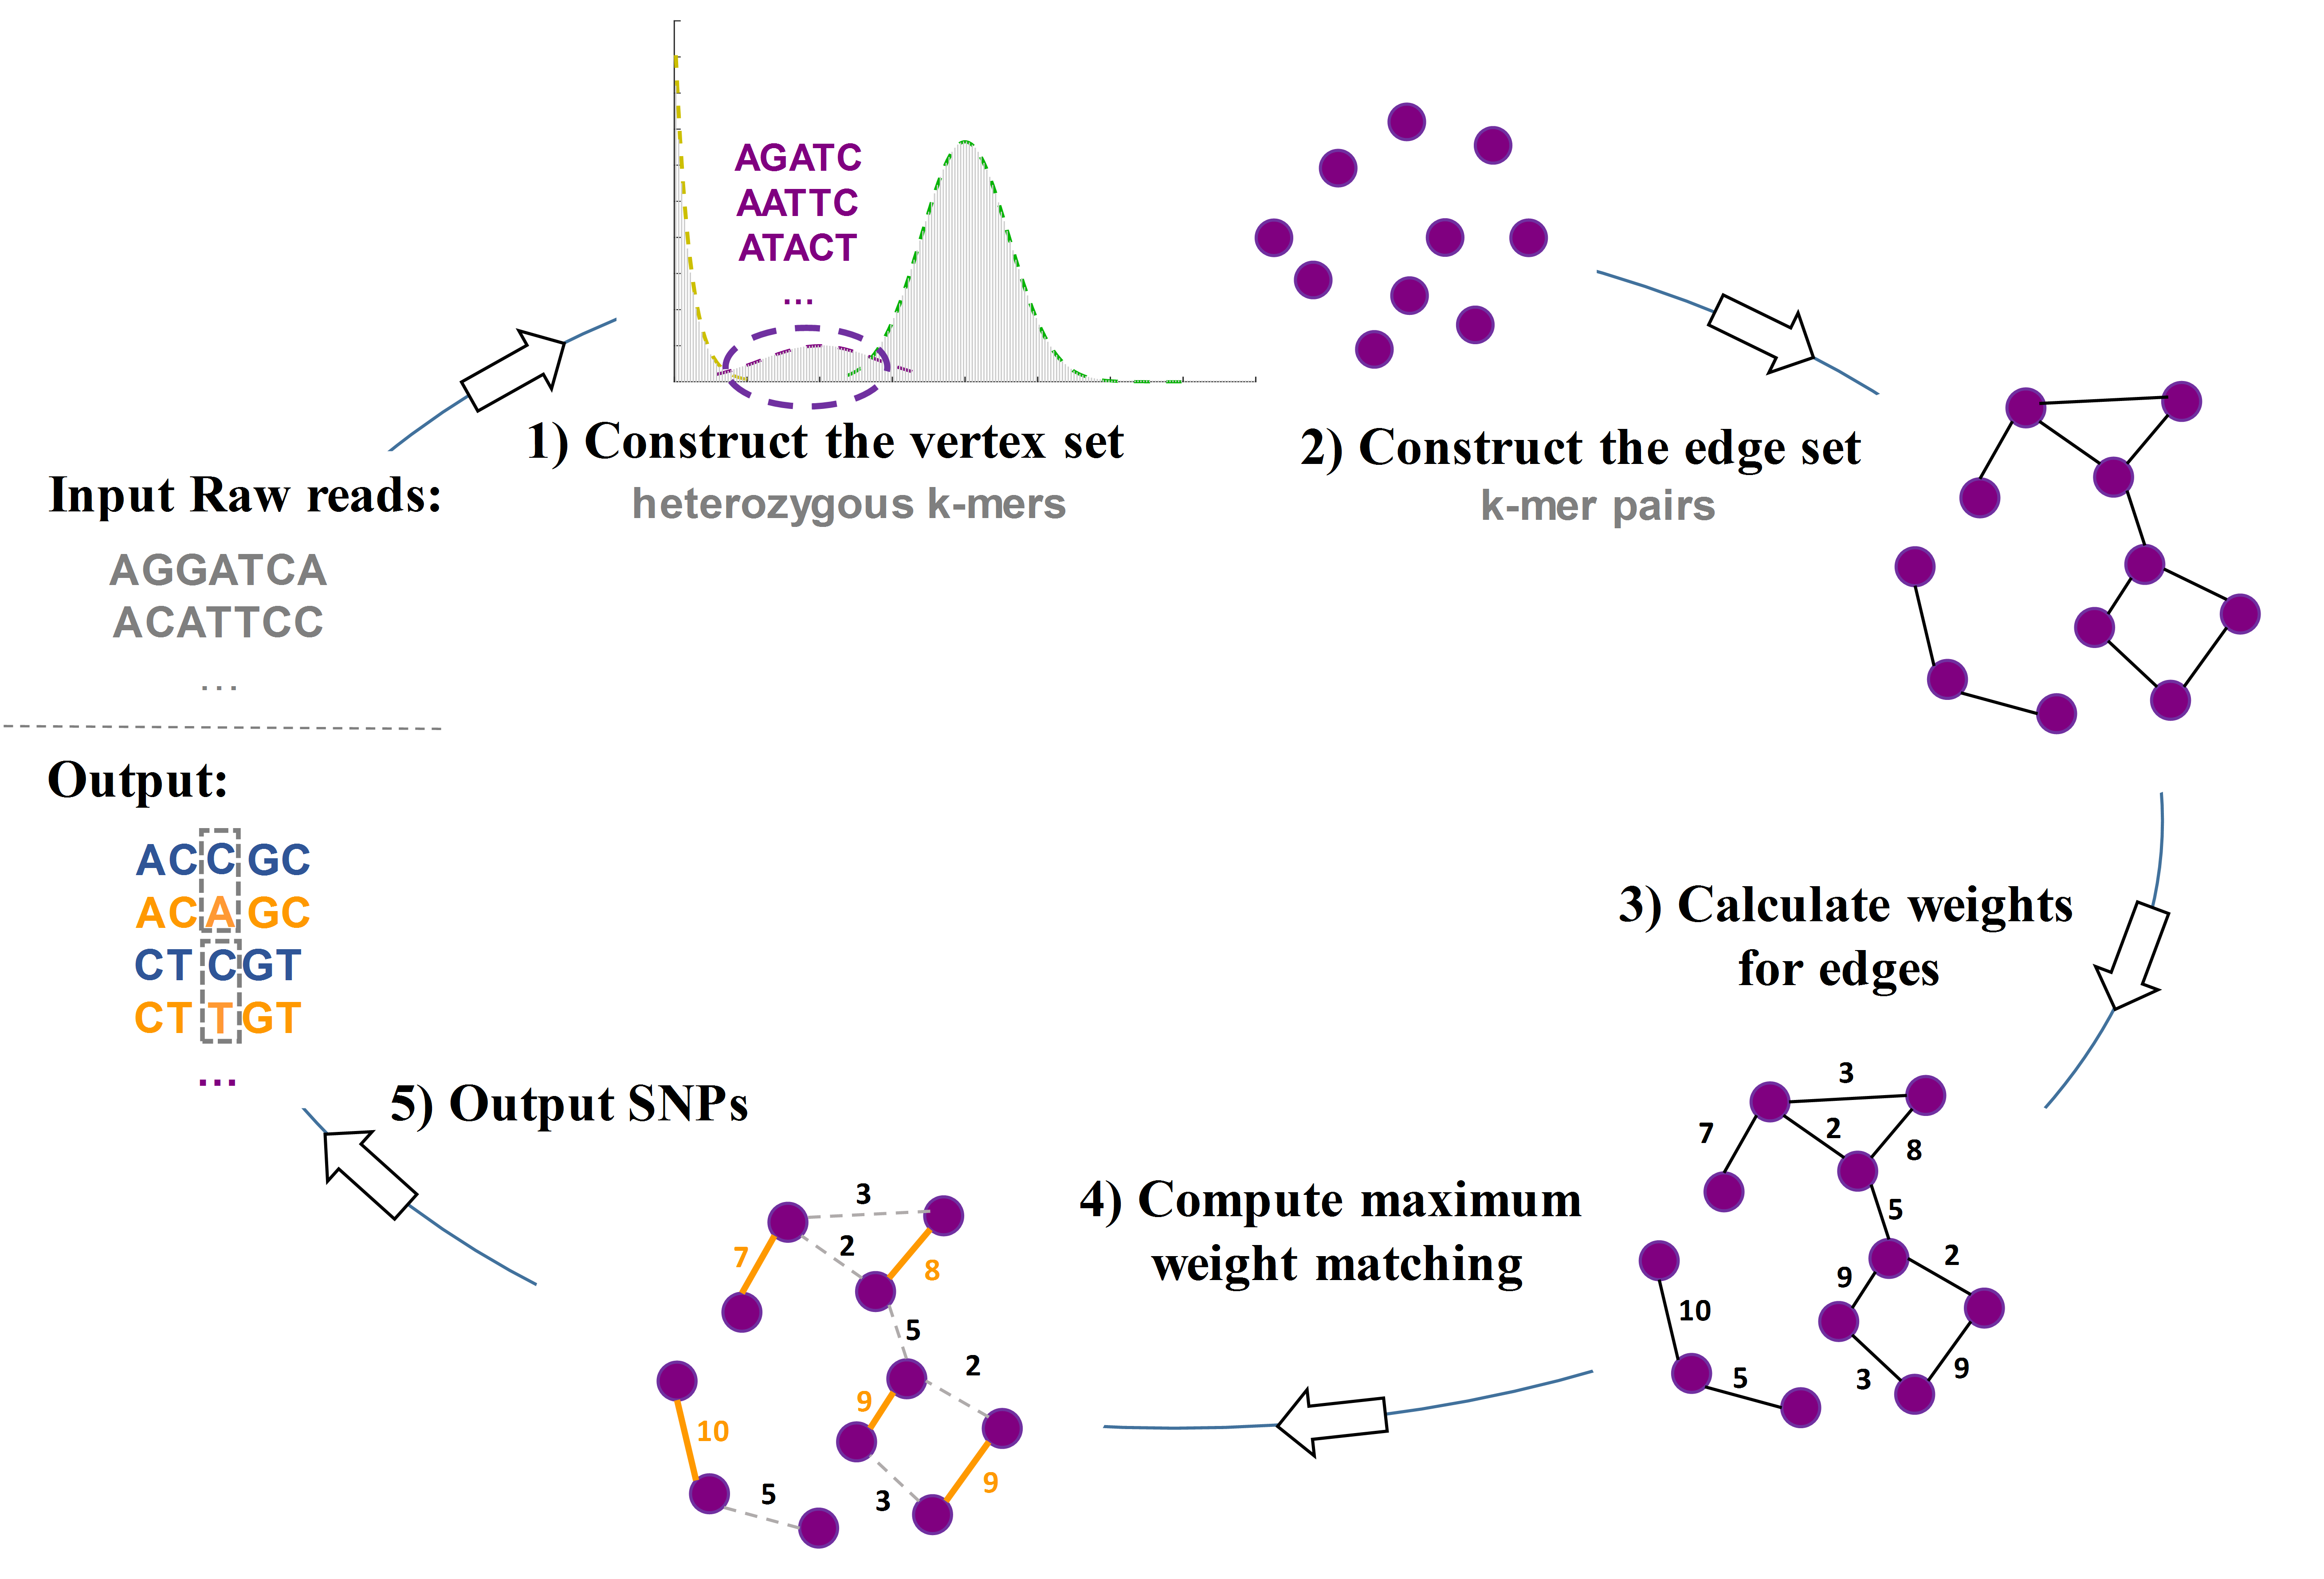 AGATC
AATTC
ATACT
...
1) Construct the vertex set
heterozygous k-mers
2) Construct the edge set
k-mer pairs
Input Raw reads:
AGGATCA
ACATTCC
...
Output:
ACCGC
ACAGC
CTCGT
CTTGT
...
3) Calculate weights
for edges
3
7
2
8
5
9
2
10
5
3
9
4) Compute maximum
weight matching
3
7
2
8
5
2
9
10
5
3
9
5) Output SNPs